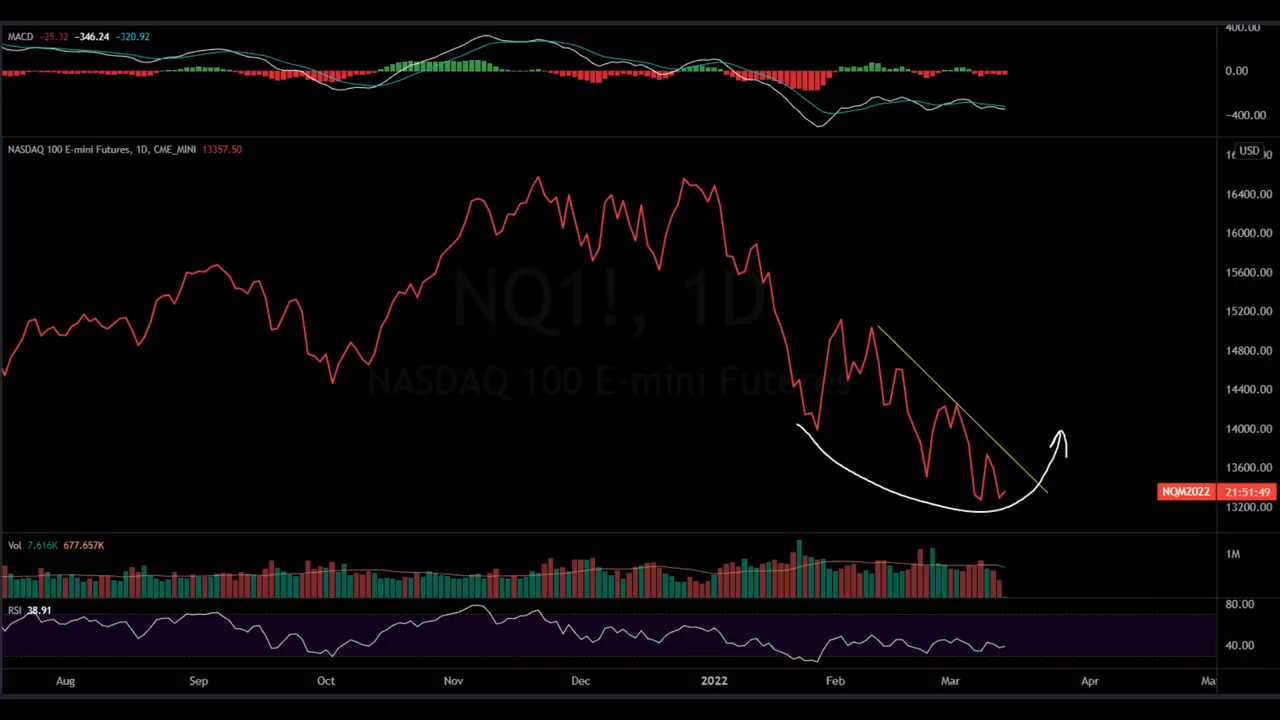 MACD -25.32 -346.24 -320.92
400.00
0.00
-400.00
NASDAQ 100 E-mini Futures, 1D, CME_MINI 13357.50
USD
16400.00
16000.00
15600.00
15200.00
14800.00
14400.00
14000.00
13600.00
13200.00
NQ1!, 1D
NASDAQ 100 E-mini Futures
NQM2022 21:51:49
Vol 7.616K 677.657K
1M
RSI 38.91
80.00
40.00
Aug Sep Oct Nov Dec 2022 Feb Mar Apr